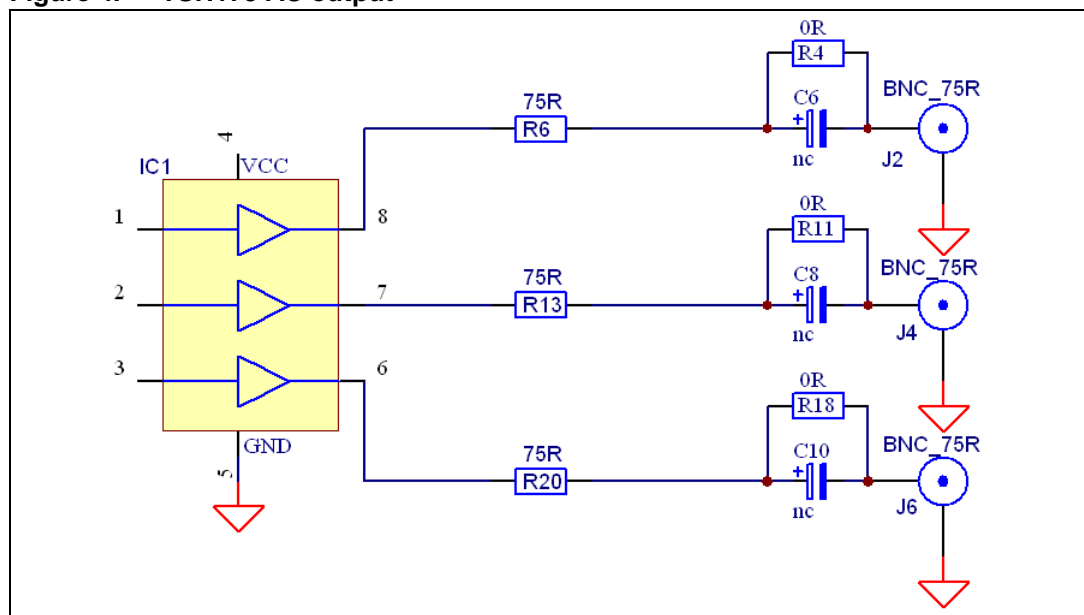 0R
R4
BNC_75R
C6
+
75R
R6
nc
J2
4
IC1
VCC
1
8
0R
R11
BNC_75R
C8
+
75R
2
7
R13
nc
J4
3
6
0R
R18
GND
BNC_75R
C10
+
75R
5
R20
nc
J6